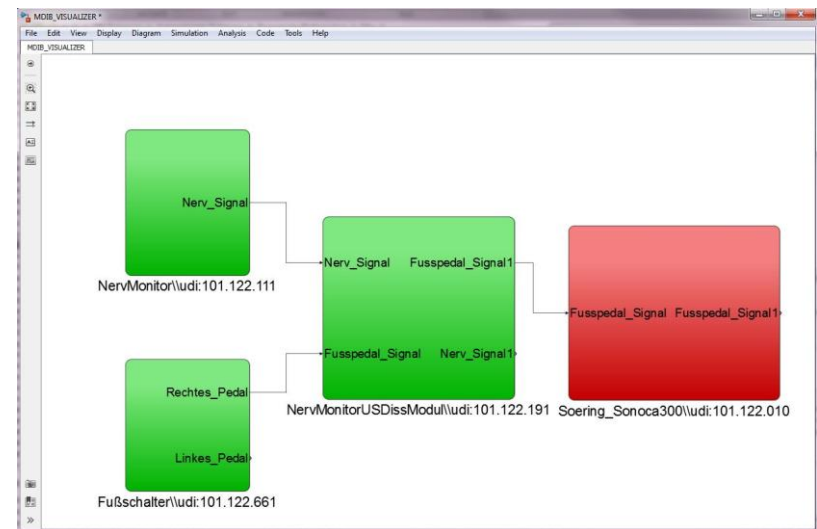 MDIB_VISUALIZER *
File Edit View Display Diagram Simulation Analysis Code Tools Help
MDIB_VISUALIZER
Nerv_Signal
NervMonitor\\udi:101.122.111
Nerv_Signal Fusspedal_Signal1
Fusspedal_Signal Nerv_Signal1
NervMonitorUSDissModul\\udi:101.122.191
Fusspedal_Signal Fusspedal_Signal1
Soering_Sonoca300\\udi:101.122.010
Rechtes_Pedal
Linkes_Pedal
Fußschalter\\udi:101.122.661